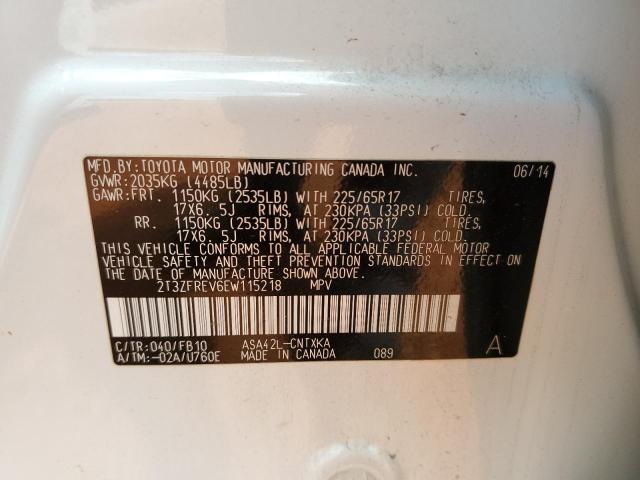 MFD.BY:TOYOTA MOTOR MANUFACTURING CANADA INC. 06/14
GVWR:2035KG (4485LB)
GAWR:FRT. 1150KG (2535LB) WITH 225/65R17 TIRES,
17X6.5J RIMS, AT 230KPA (33PSI) COLD.
RR. 1150KG (2535LB) WITH 225/65R17 TIRES,
17X6.5J RIMS, AT 230KPA (33PSI) COLD.
THIS VEHICLE CONFORMS TO ALL APPLICABLE FEDERAL MOTOR
VEHICLE SAFETY AND THEFT PREVENTION STANDARDS IN EFFECT
ON THE DATE OF MANUFACTURE SHOWN ABOVE.
2T3ZFREV6EW115218 MPV
C/TR:040/FB10 ASA42L-CNTXKA
A/TM:-02A/U760E MADE IN CANADA 089 A